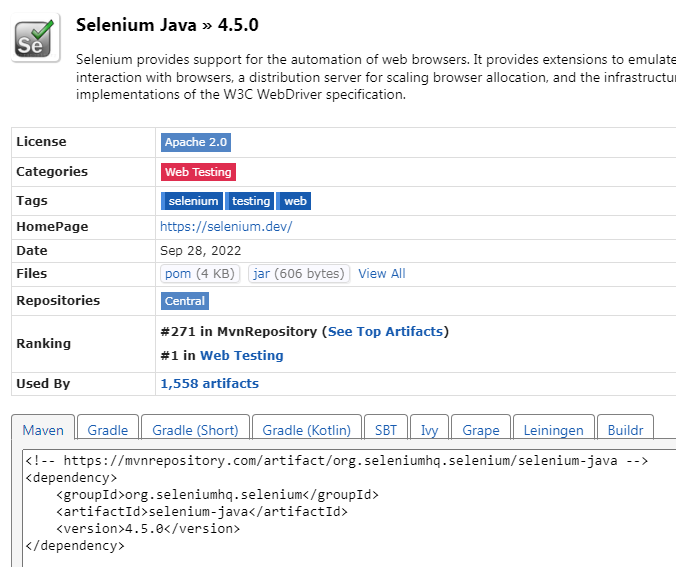 Se
Selenium Java » 4.5.0
Selenium provides support for the automation of web browsers. It provides extensions to emulate
interaction with browsers, a distribution server for scaling browser allocation, and the infrastructu
implementations of the W3C WebDriver specification.
License Apache 2.0
Categories Web Testing
Tags selenium testing web
HomePage https://selenium.dev/
Date Sep 28, 2022
Files pom (4 KB) jar (606 bytes) View All
Repositories Central
Ranking #271 in MvnRepository (See Top Artifacts)
#1 in Web Testing
Used By 1,558 artifacts
Maven Gradle Gradle (Short) Gradle (Kotlin) SBT Ivy Grape Leiningen Buildr
<!-- https://mvnrepository.com/artifact/org.seleniumhq.selenium/selenium-java -->
<dependency>
    <groupId>org.seleniumhq.selenium</groupId>
    <artifactId>selenium-java</artifactId>
    <version>4.5.0</version>
</dependency>